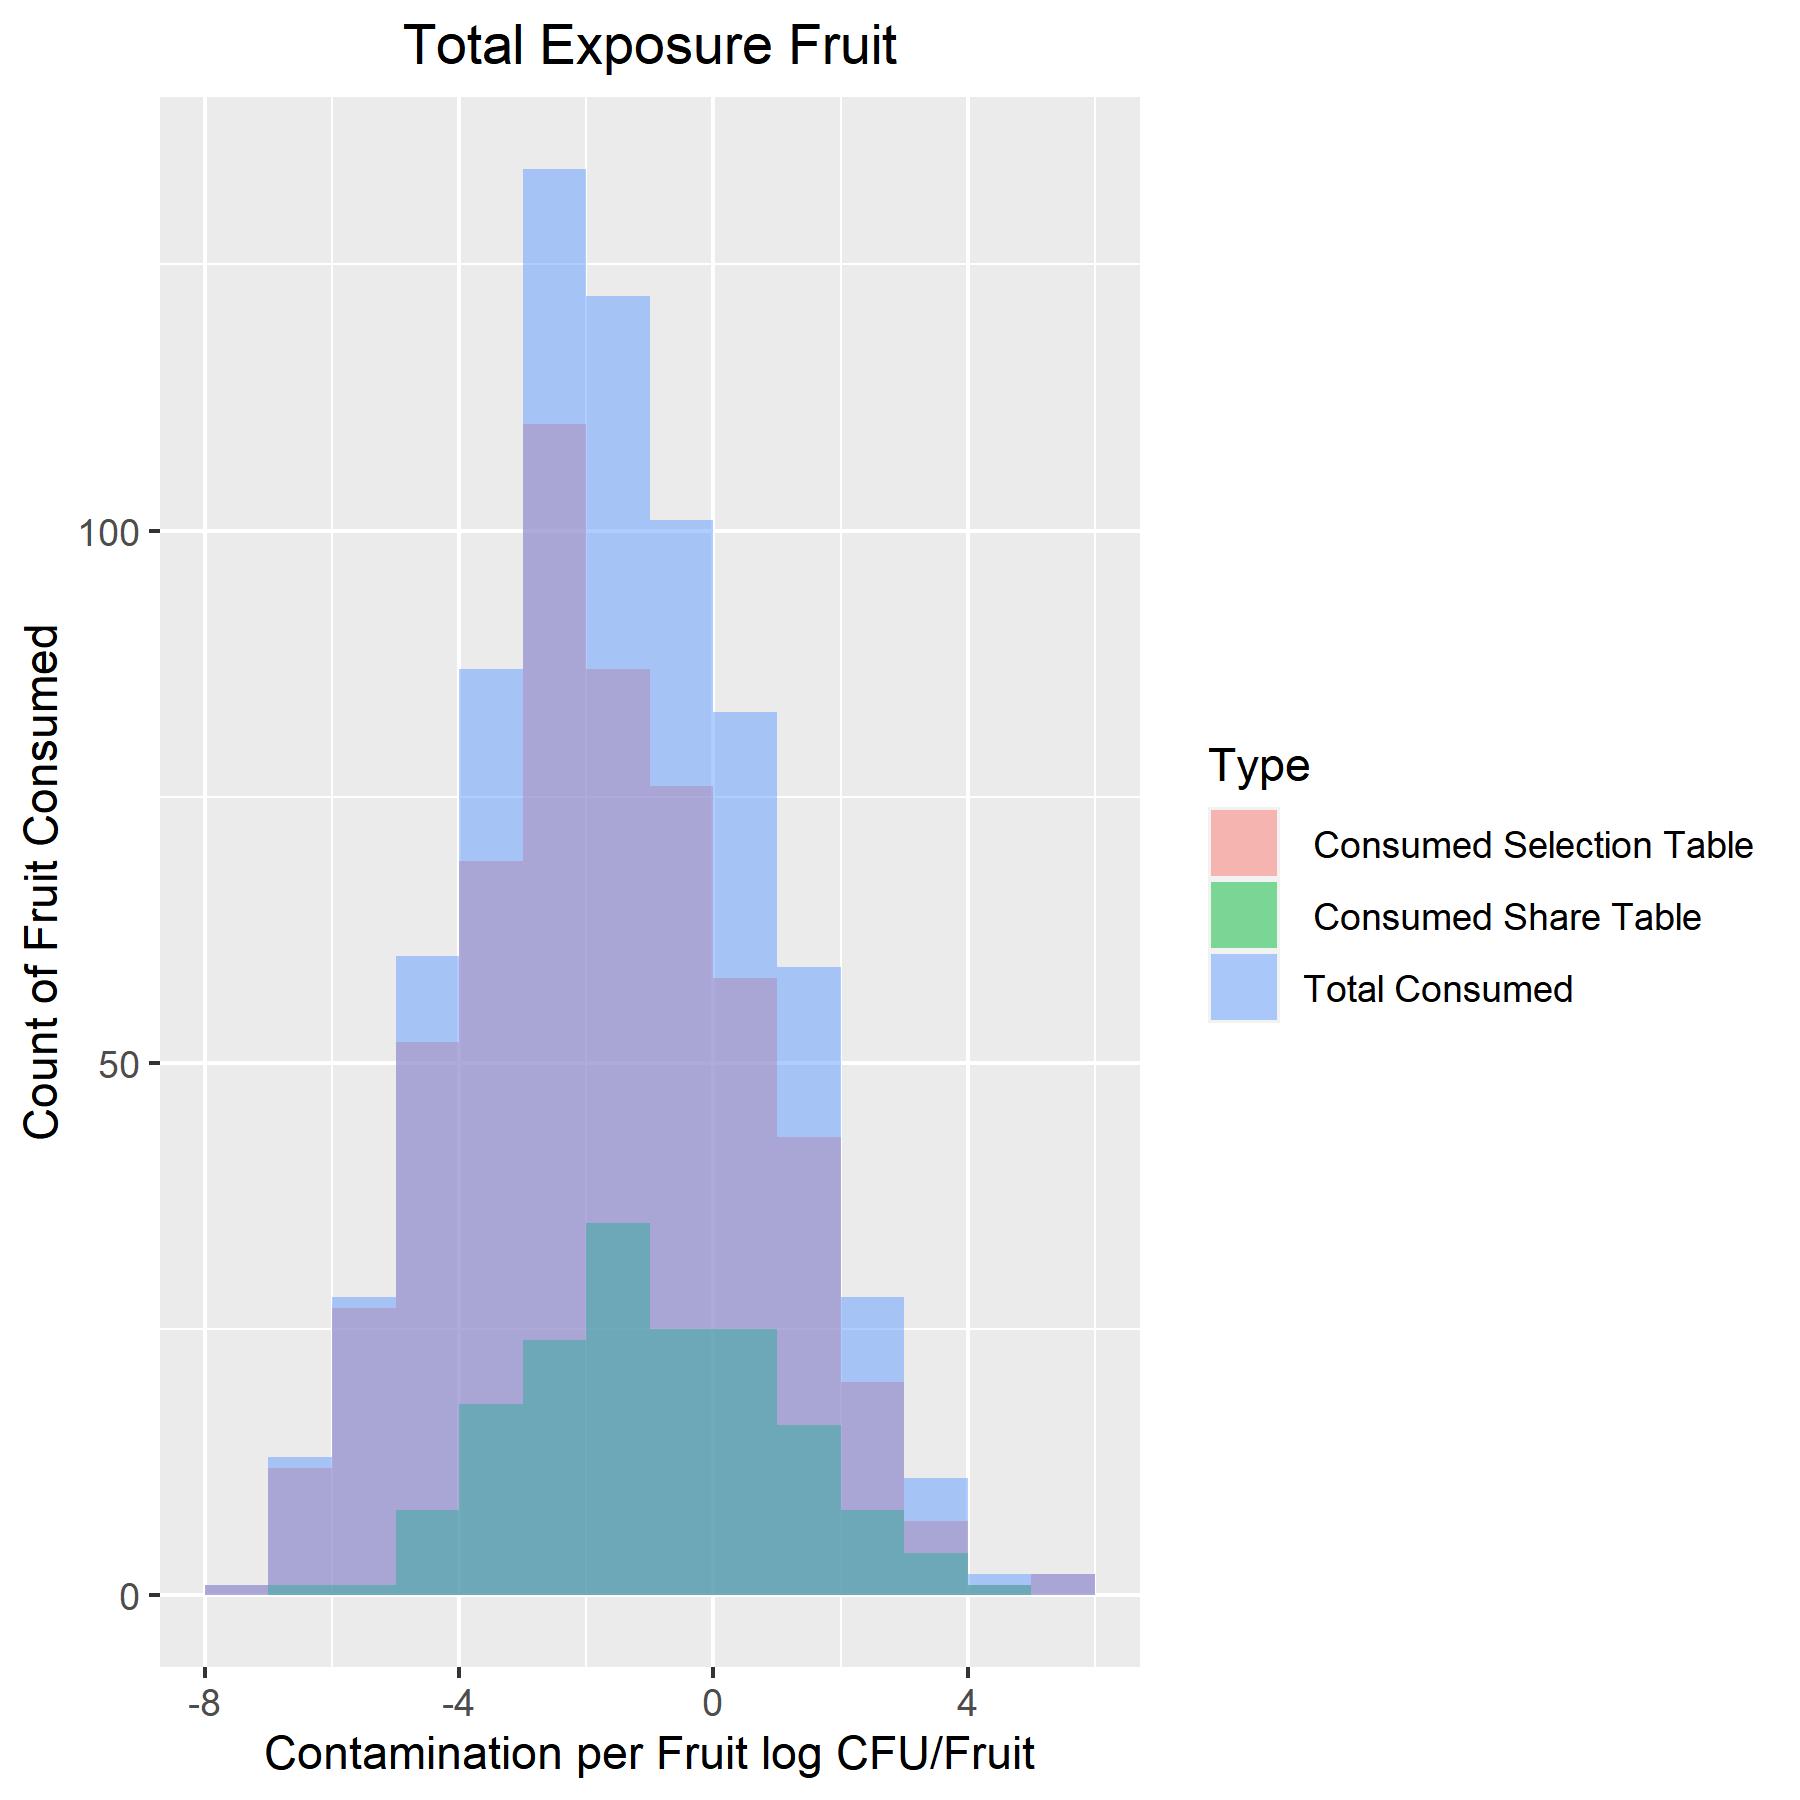 Total Exposure Fruit
100
50
0
-8
-4
0
4
Count of Fruit Consumed
Contamination per Fruit log CFU/Fruit
Type
Consumed Selection Table
Consumed Share Table
Total Consumed